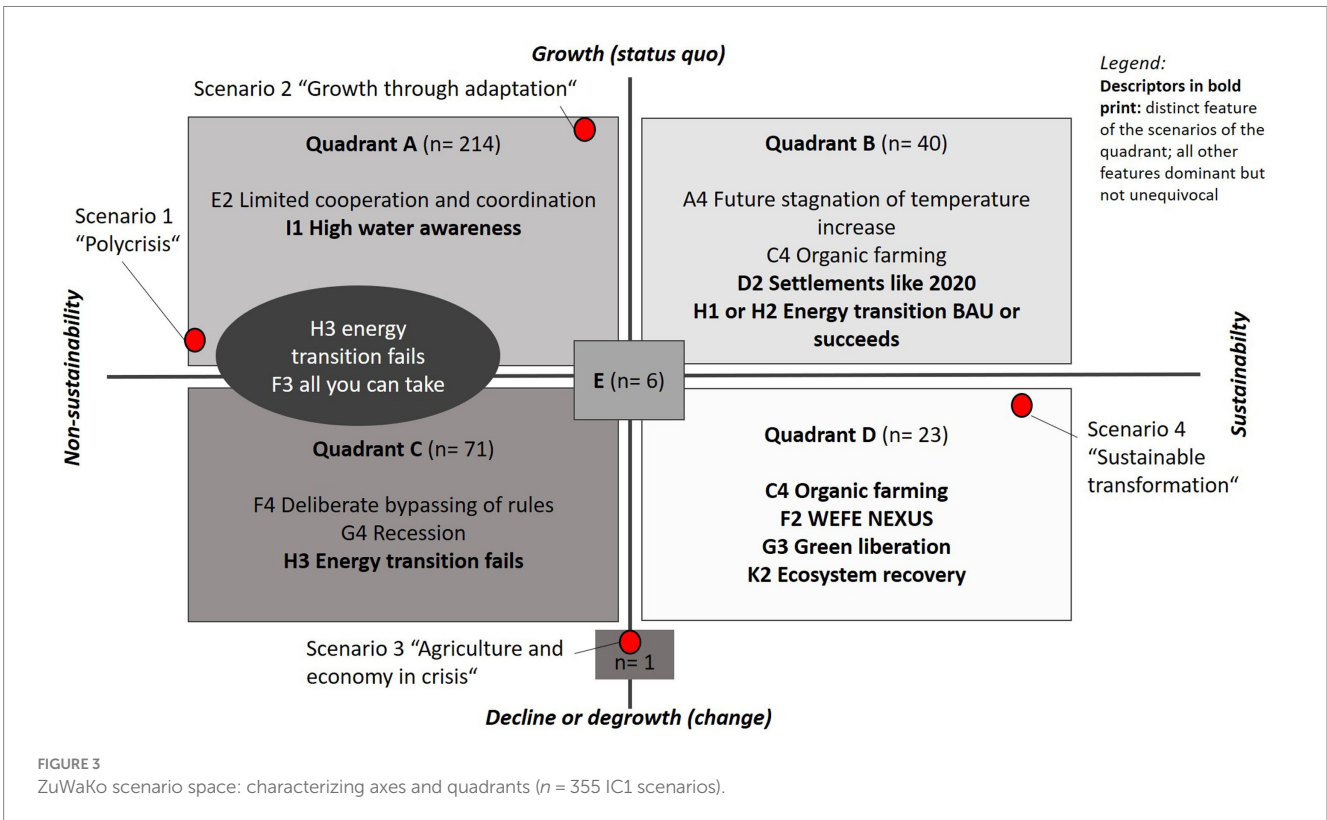 Growth (status quo)
Scenario 2 “Growth through adaptation“
Legend:
Descriptors in bold
print: distinct feature
of the scenarios of the
quadrant; all other
features dominant but
not unequivocal
Quadrant A (n= 214)
E2 Limited cooperation and coordination
I1 High water awareness
Quadrant B (n= 40)
A4 Future stagnation of temperature
increase
C4 Organic farming
D2 Settlements like 2020
H1 or H2 Energy transition BAU or
succeeds
Scenario 1
“Polycrisis“
Non-sustainability
H3 energy
transition fails
F3 all you can take
E (n= 6)
Sustainabilty
Quadrant C (n= 71)
F4 Deliberate bypassing of rules
G4 Recession
H3 Energy transition fails
Quadrant D (n= 23)
C4 Organic farming
F2 WEFE NEXUS
G3 Green liberation
K2 Ecosystem recovery
Scenario 4
“Sustainable
transformation“
Scenario 3 “Agriculture and
economy in crisis“
n= 1
Decline or degrowth (change)
FIGURE 3
ZuWaKo scenario space: characterizing axes and quadrants (n = 355 IC1 scenarios).